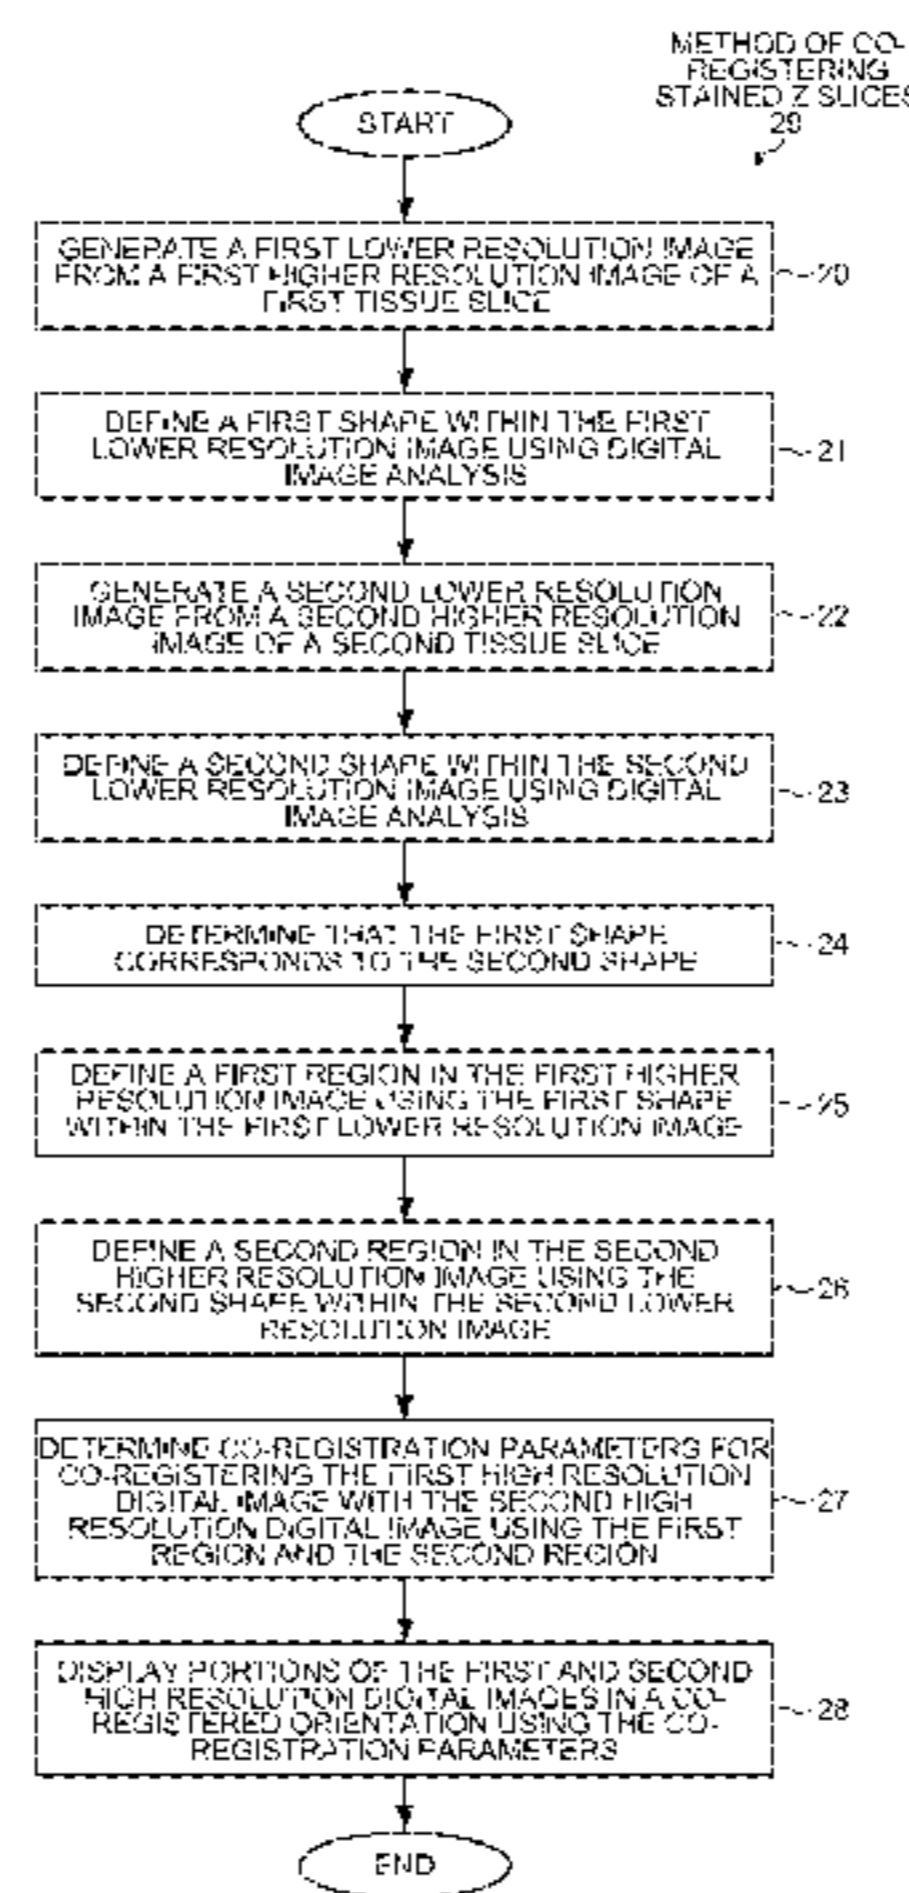 METHOD OF CO-
REGISTERING
STAINED Z SLICES
29
START
GENERATE A FIRST LOWER RESOLUTION IMAGE
FROM A FIRST HIGHER RESOLUTION IMAGE OF A
FIRST TISSUE SLICE
20
DEFINE A FIRST SHAPE WITHIN THE FIRST
LOWER RESOLUTION IMAGE USING DIGITAL
IMAGE ANALYSIS
21
GENERATE A SECOND LOWER RESOLUTION
IMAGE FROM A SECOND HIGHER RESOLUTION
IMAGE OF A SECOND TISSUE SLICE
22
DEFINE A SECOND SHAPE WITHIN THE SECOND
LOWER RESOLUTION IMAGE USING DIGITAL
IMAGE ANALYSIS
23
DETERMINE THAT THE FIRST SHAPE
CORRESPONDS TO THE SECOND SHAPE
24
DEFINE A FIRST REGION IN THE FIRST HIGHER
RESOLUTION IMAGE USING THE FIRST SHAPE
WITHIN THE FIRST LOWER RESOLUTION IMAGE
25
DEFINE A SECOND REGION IN THE SECOND
HIGHER RESOLUTION IMAGE USING THE
SECOND SHAPE WITHIN THE SECOND LOWER
RESOLUTION IMAGE
26
DETERMINE CO-REGISTRATION PARAMETERS FOR
CO-REGISTERING THE FIRST HIGH RESOLUTION
DIGITAL IMAGE WITH THE SECOND HIGH
RESOLUTION DIGITAL IMAGE USING THE FIRST
REGION AND THE SECOND REGION
27
DISPLAY PORTIONS OF THE FIRST AND SECOND
HIGH RESOLUTION DIGITAL IMAGES IN A CO-
REGISTERED ORIENTATION USING THE CO-
REGISTRATION PARAMETERS
28
END